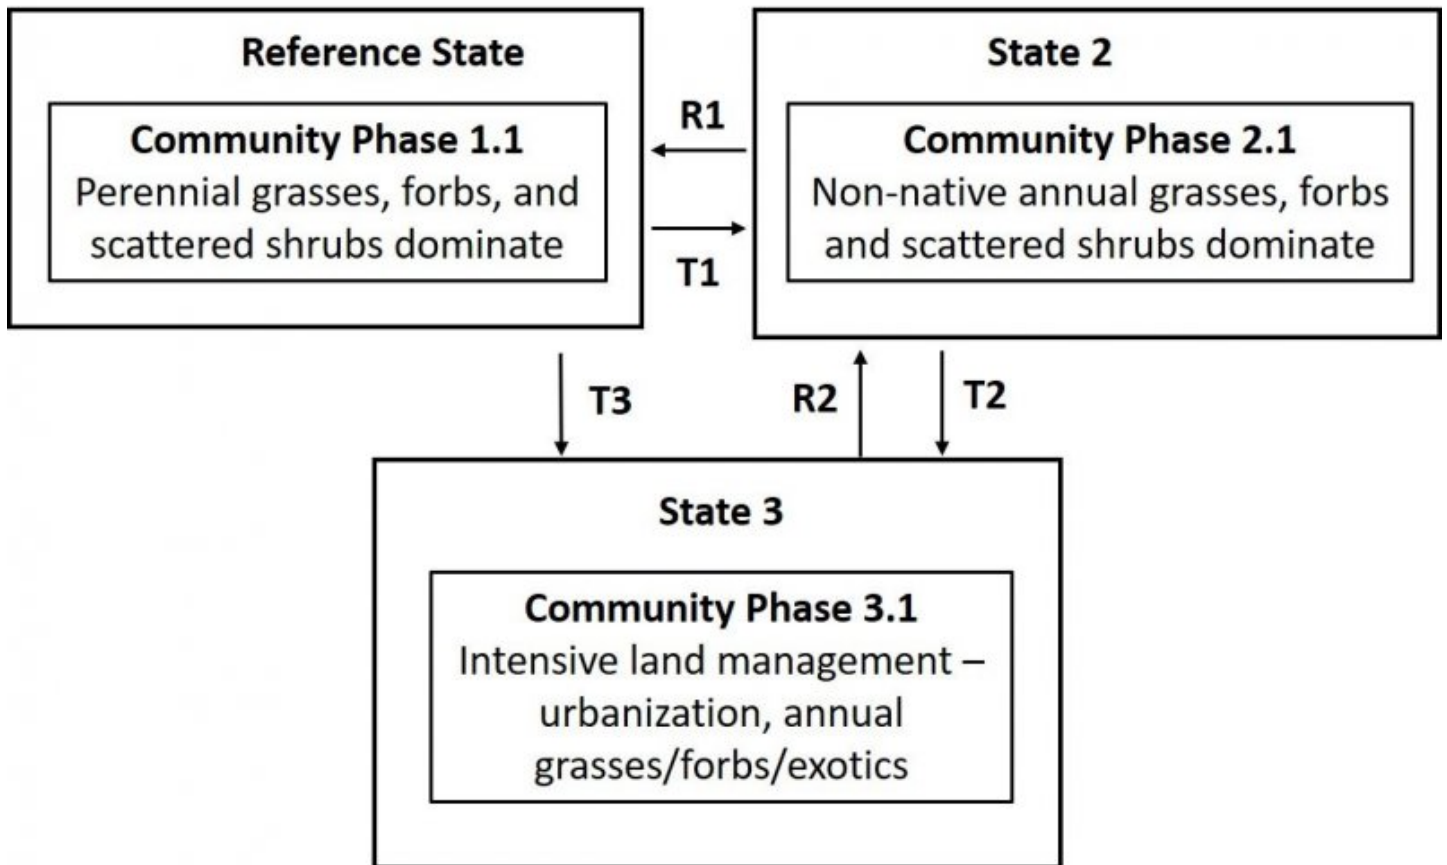 Reference State
Community Phase 1.1
Perennial grasses, forbs, and
scattered shrubs dominate
R1
T1
State 2
Community Phase 2.1
Non-native annual grasses, forbs
and scattered shrubs dominate
T3
R2
T2
State 3
Community Phase 3.1
Intensive land management –
urbanization, annual
grasses/forbs/exotics